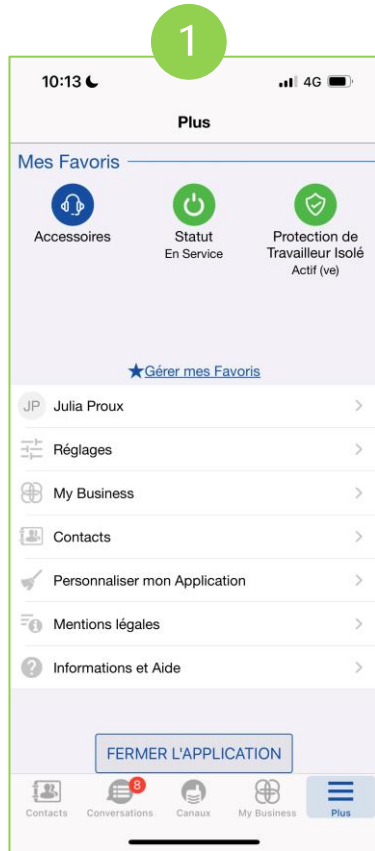 1
10:13
4G
Plus
Mes Favoris
Accessoires
Statut
En Service
Protection de
Travailleur Isolé
Actif (ve)
Gérer mes Favoris
JP Julia Proux
Réglages
My Business
Contacts
Personnaliser mon Application
Mentions légales
Informations et Aide
FERMER L'APPLICATION
8
Contacts Conversations Canaux My Business Plus